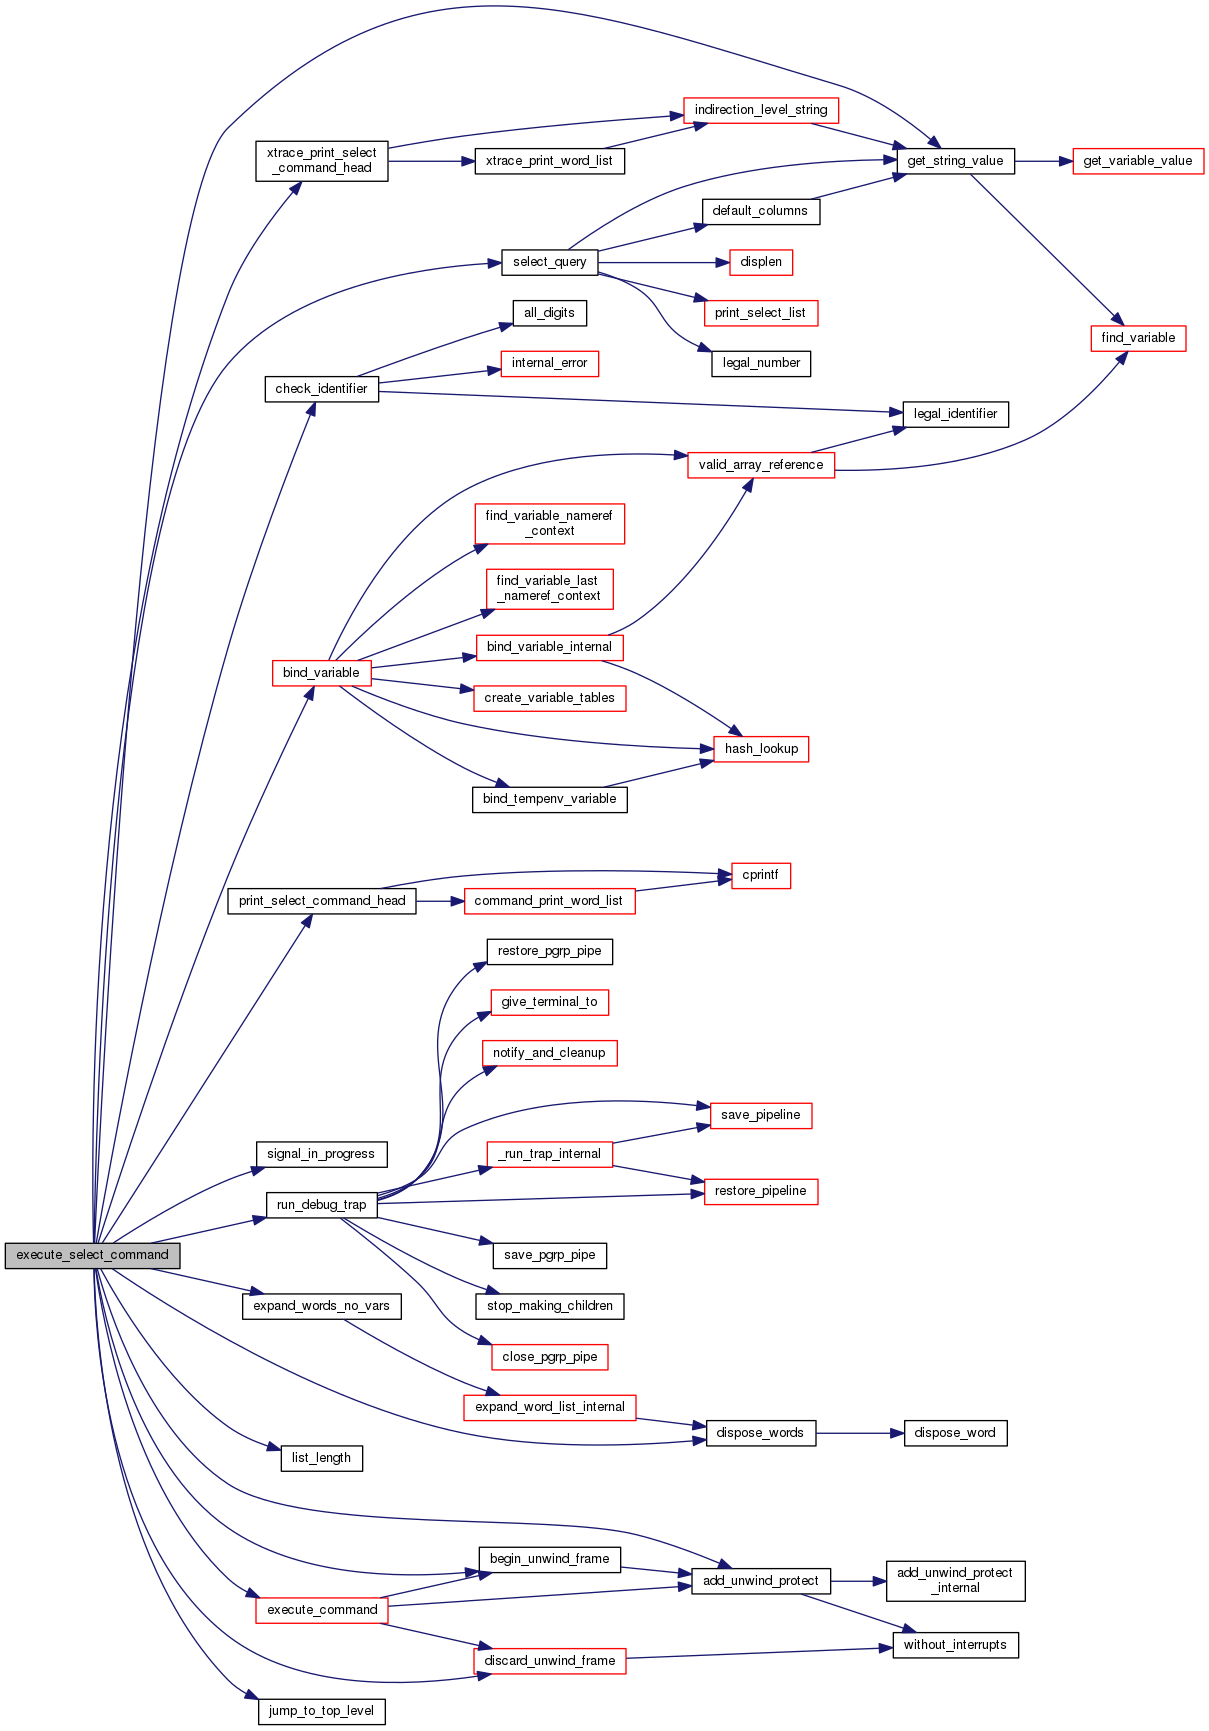 indirection_level_string
xtrace_print_select
_command_head
xtrace_print_word_list
get_string_value
get_variable_value
default_columns
select_query
displen
all_digits
print_select_list
find_variable
internal_error
legal_number
check_identifier
legal_identifier
valid_array_reference
find_variable_nameref
_context
find_variable_last
_nameref_context
bind_variable_internal
bind_variable
create_variable_tables
hash_lookup
bind_tempenv_variable
cprintf
print_select_command_head
command_print_word_list
restore_pgrp_pipe
give_terminal_to
notify_and_cleanup
save_pipeline
signal_in_progress
_run_trap_internal
restore_pipeline
run_debug_trap
execute_select_command
save_pgrp_pipe
expand_words_no_vars
stop_making_children
close_pgrp_pipe
expand_word_list_internal
dispose_words
dispose_word
list_length
begin_unwind_frame
add_unwind_protect
add_unwind_protect
_internal
execute_command
without_interrupts
discard_unwind_frame
jump_to_top_level